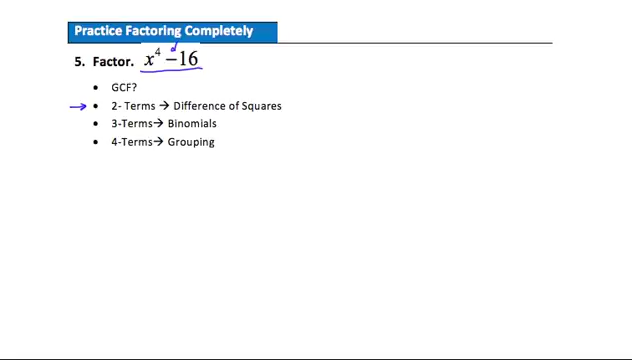 Practice Factoring Completely
5. Factor. x⁴ − 16
• GCF?
→ • 2- Terms → Difference of Squares
• 3-Terms→ Binomials
• 4-Terms→ Grouping